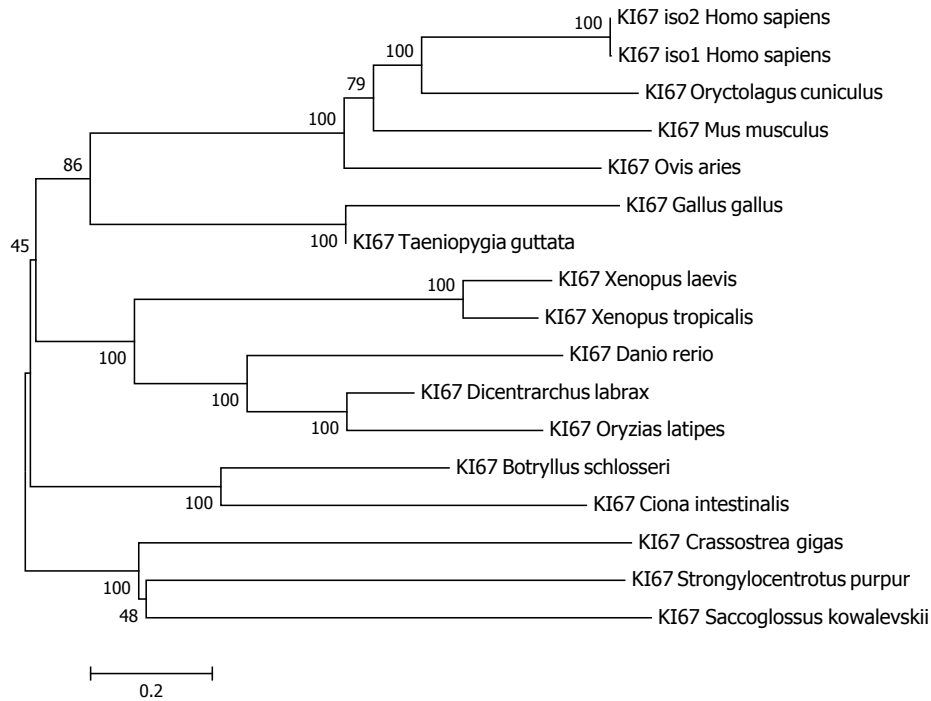 100
KI67 iso2 Homo sapiens
KI67 iso1 Homo sapiens
100
KI67 Oryctolagus cuniculus
79
KI67 Mus musculus
100
KI67 Ovis aries
86
KI67 Gallus gallus
100
KI67 Taeniopygia guttata
45
KI67 Xenopus laevis
100
KI67 Xenopus tropicalis
100
KI67 Danio rerio
100
KI67 Dicentrarchus labrax
100
KI67 Oryzias latipes
KI67 Botryllus schlosseri
100
KI67 Ciona intestinalis
KI67 Crassostrea gigas
100
KI67 Strongylocentrotus purpur
48
KI67 Saccoglossus kowalevskii
0.2